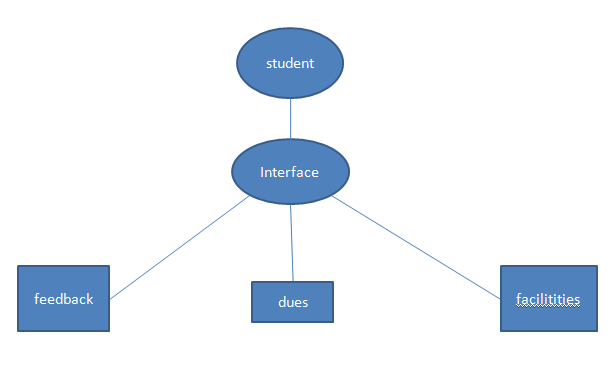 student
Interface
feedback
dues
facilitities